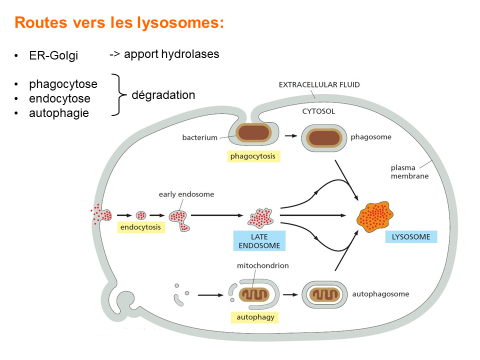 Routes vers les lysosomes:
• ER-Golgi -> apport hydrolases
• phagocytose
• endocytose
• autophagie
dégradation
EXTRACELLULAR FLUID
CYTOSOL
bacterium
phagosome
phagocytosis
plasma
membrane
early endosome
endocytosis
LATE
ENDOSOME
LYSOSOME
mitochondrion
autophagosome
autophagy